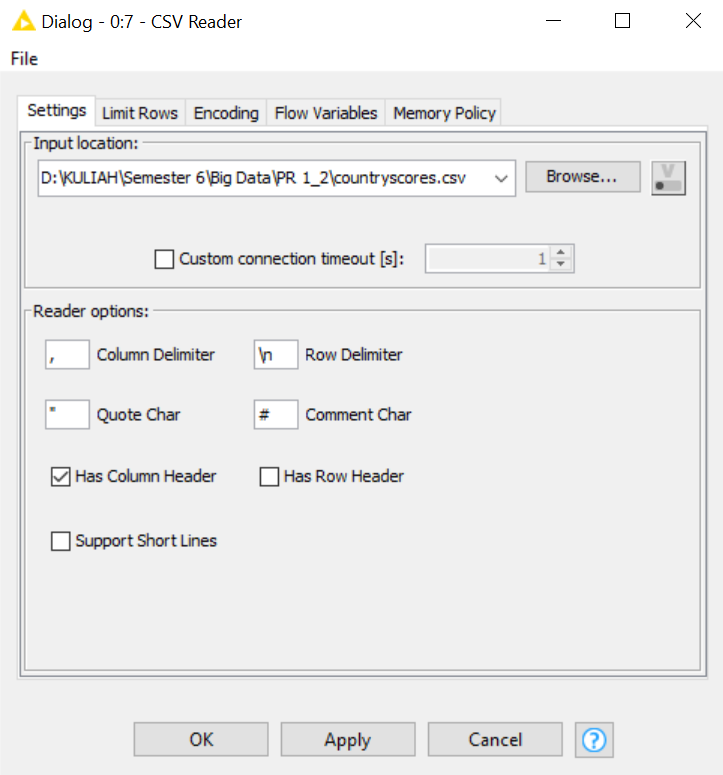 Dialog - 0:7 - CSV Reader
File
Settings Limit Rows Encoding Flow Variables Memory Policy
Input location:
D:\KULIAH\Semester 6\Big Data\PR 1_2\countryscores.csv Browse... V
Custom connection timeout [s]: 1
Reader options:
, Column Delimiter \n Row Delimiter
" Quote Char # Comment Char
Has Column Header Has Row Header
Support Short Lines
OK Apply Cancel ?